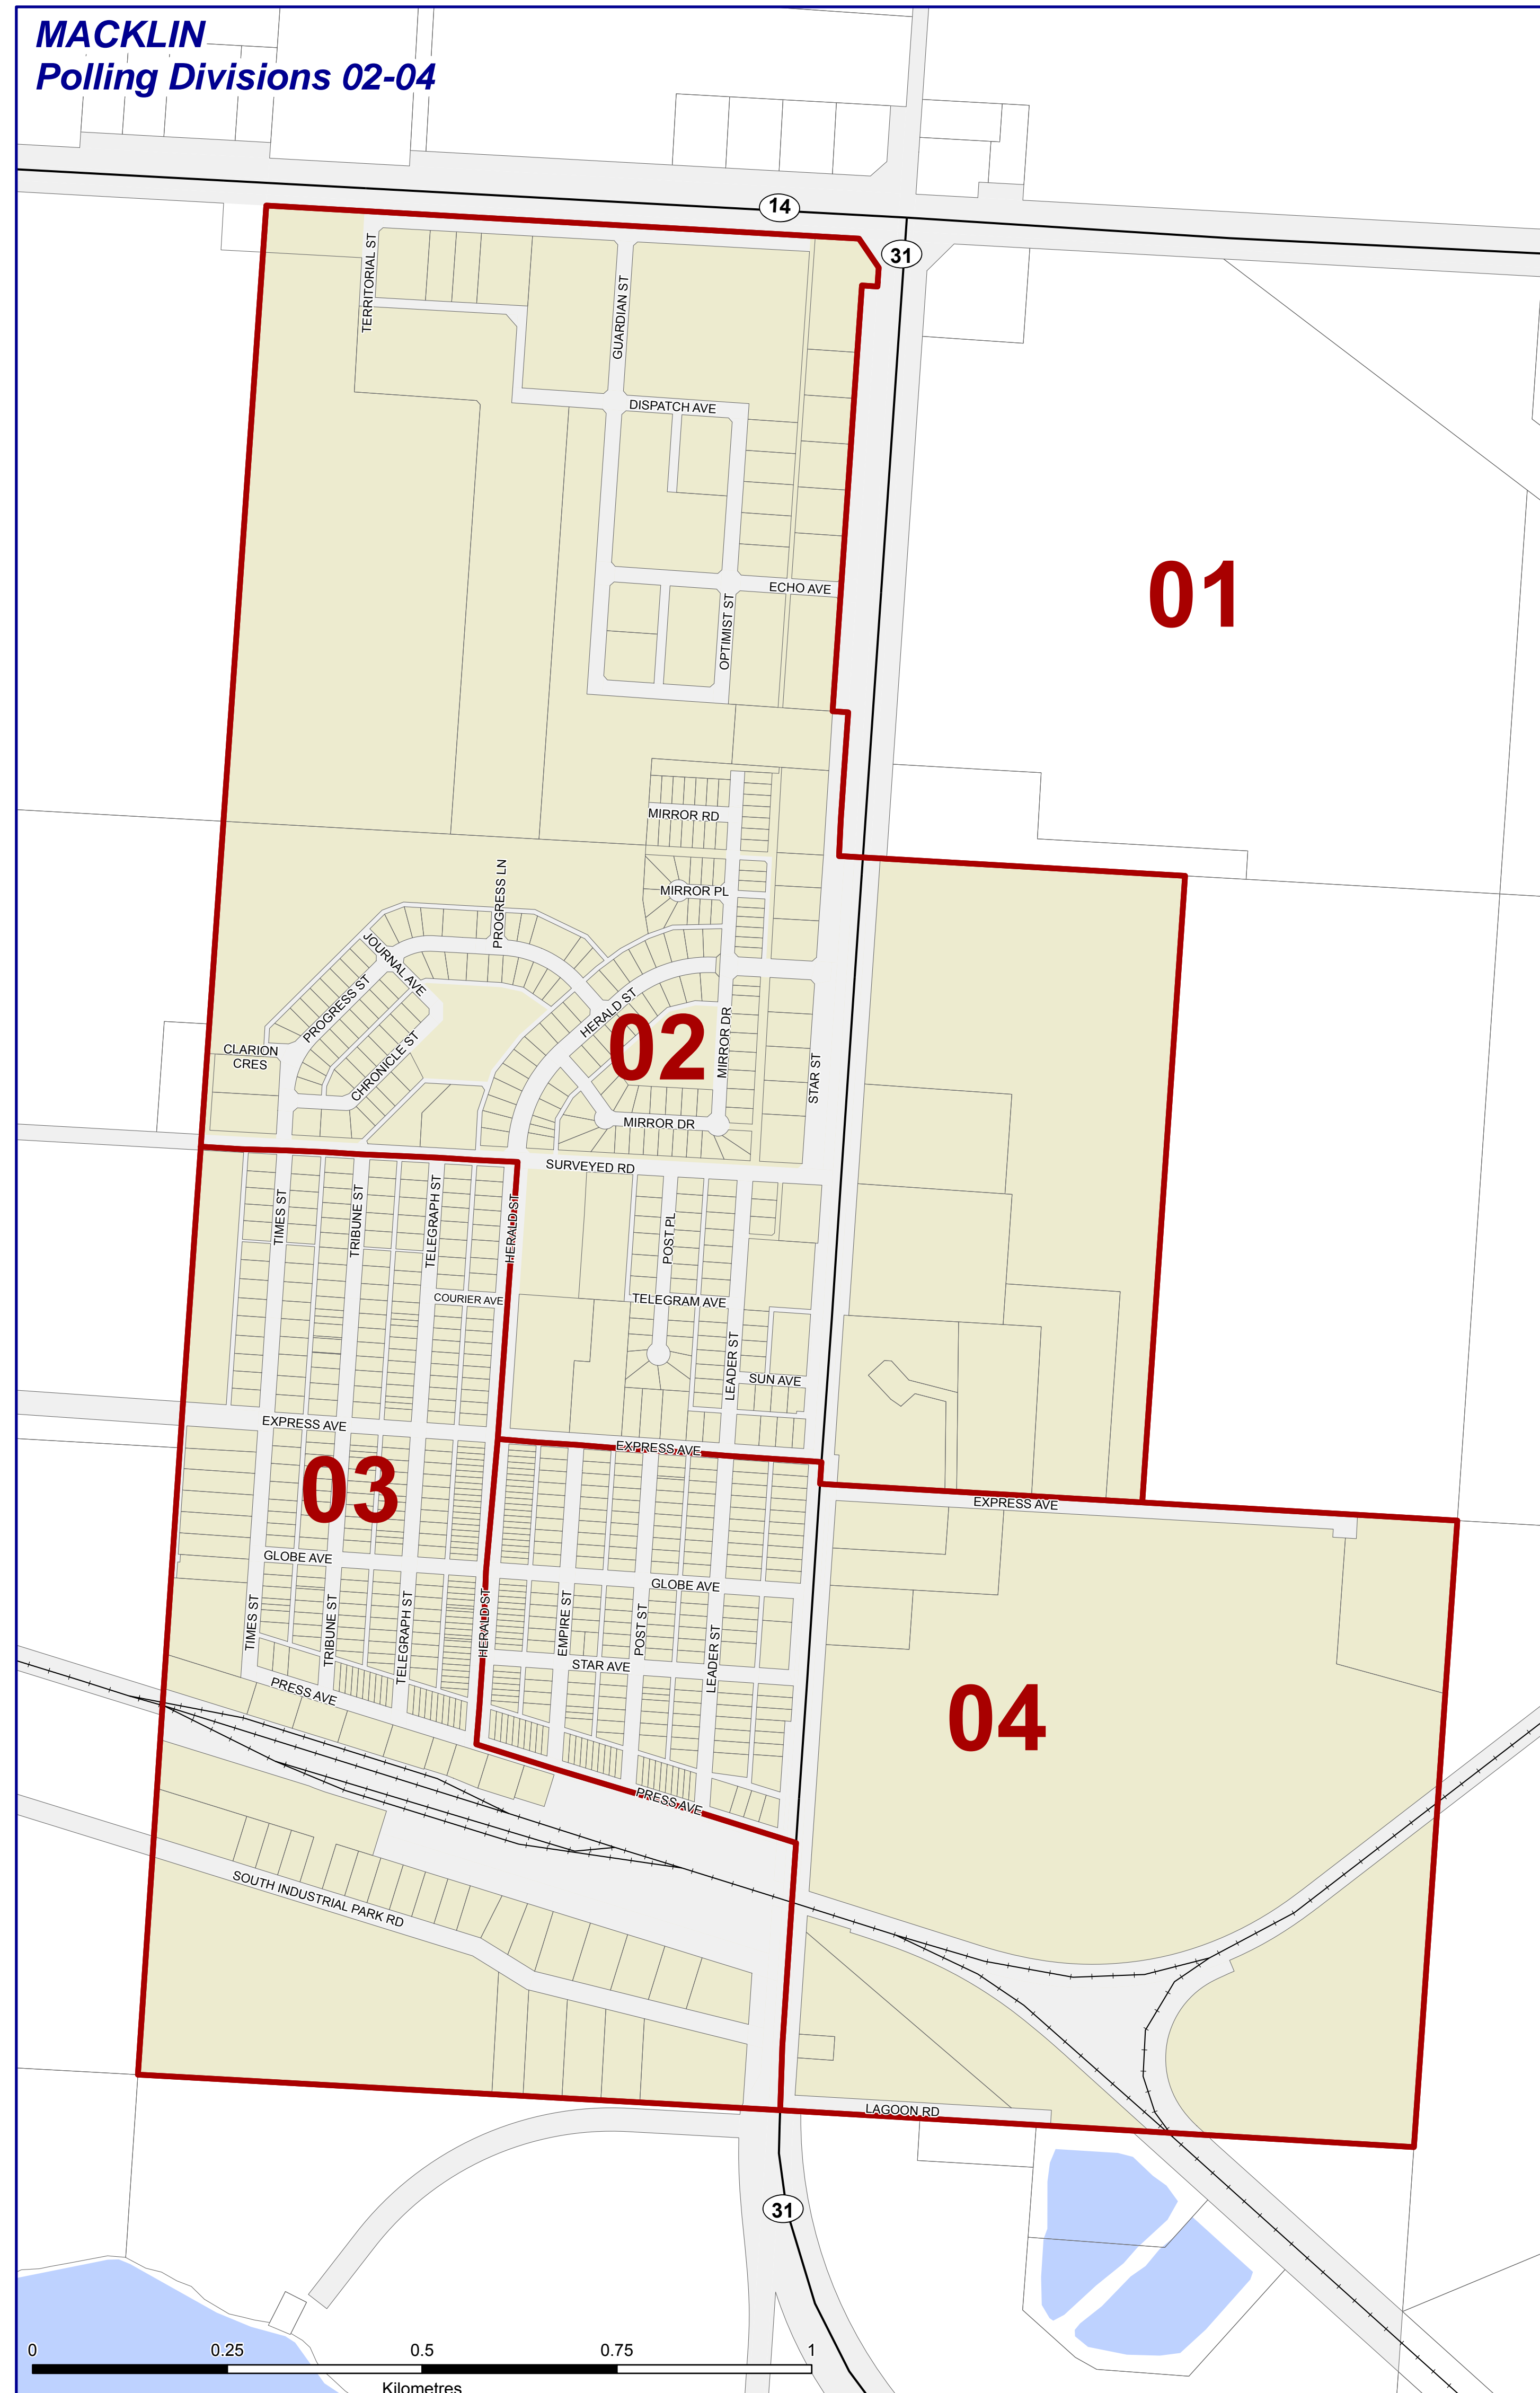 MACKLIN
Polling Divisions 02-04
14
31
TERRITORIAL ST
GUARDIAN ST
DISPATCH AVE
01
ECHO AVE
OPTIMIST ST
MIRROR RD
PROGRESS LN
MIRROR PL
JOURNAL AVE
PROGRESS ST
HERALD ST
02
MIRROR DR
CLARION
CRES
CHRONICLE ST
STAR ST
MIRROR DR
SURVEYED RD
TIMES ST
TRIBUNE ST
TELEGRAPH ST
HERALD ST
POST PL
COURIER AVE
TELEGRAM AVE
LEADER ST
SUN AVE
EXPRESS AVE
EXPRESS AVE
03
EXPRESS AVE
GLOBE AVE
GLOBE AVE
TIMES ST
TRIBUNE ST
TELEGRAPH ST
HERALD ST
EMPIRE ST
POST ST
LEADER ST
STAR AVE
PRESS AVE
04
PRESS AVE
SOUTH INDUSTRIAL PARK RD
LAGOON RD
31
0
0.25
0.5
0.75
1
Kilometres